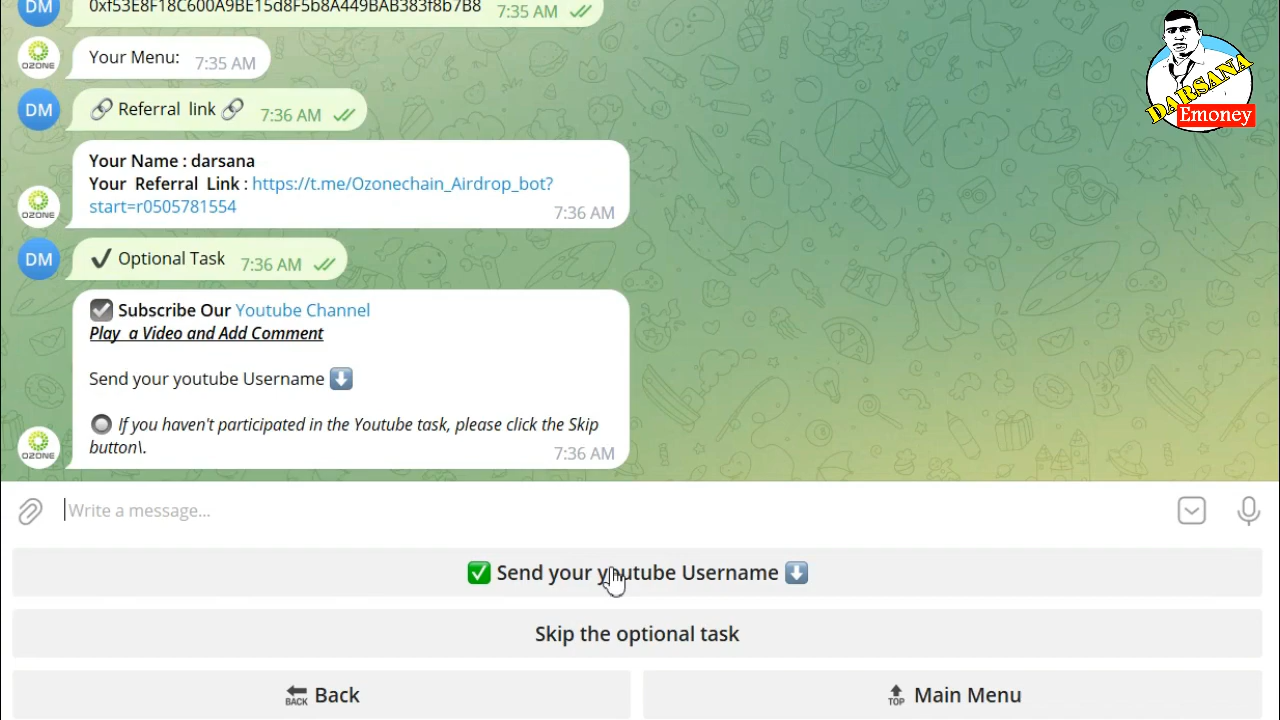 DM
0xf53E8F18C600A9BE15d8F5b8A449BAB383f8b7B8 7:35 AM
DARSANA
Emoney
OZONE
Your Menu: 7:35 AM
DM
Referral link 7:36 AM
Your Name : darsana
Your Referral Link : https://t.me/Ozonechain_Airdrop_bot?
start=r0505781554
7:36 AM
OZONE
DM
✔ Optional Task 7:36 AM
☑ Subscribe Our Youtube Channel
Play a Video and Add Comment
Send your youtube Username ⬇
If you haven't participated in the Youtube task, please click the Skip
button\.
7:36 AM
OZONE
Write a message...
✅ Send your youtube Username ⬇
Skip the optional task
BACK Back
TOP Main Menu